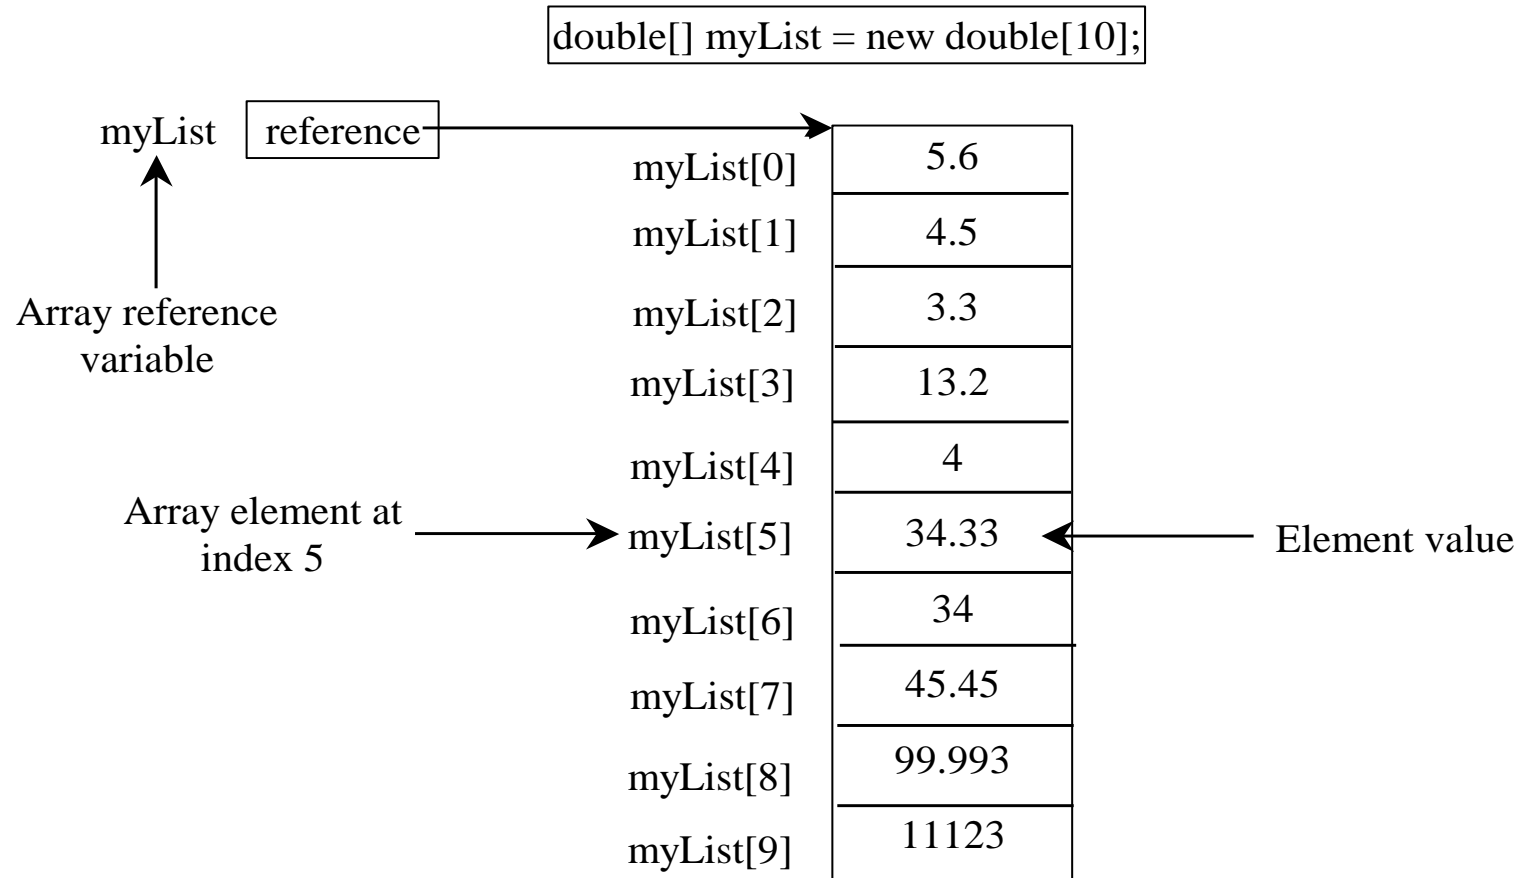 double[] myList = new double[10];
myList reference
myList[0] 5.6
myList[1] 4.5
Array reference
variable
myList[2] 3.3
myList[3] 13.2
myList[4] 4
Array element at
index 5
myList[5] 34.33 Element value
myList[6] 34
myList[7] 45.45
myList[8] 99.993
myList[9] 11123